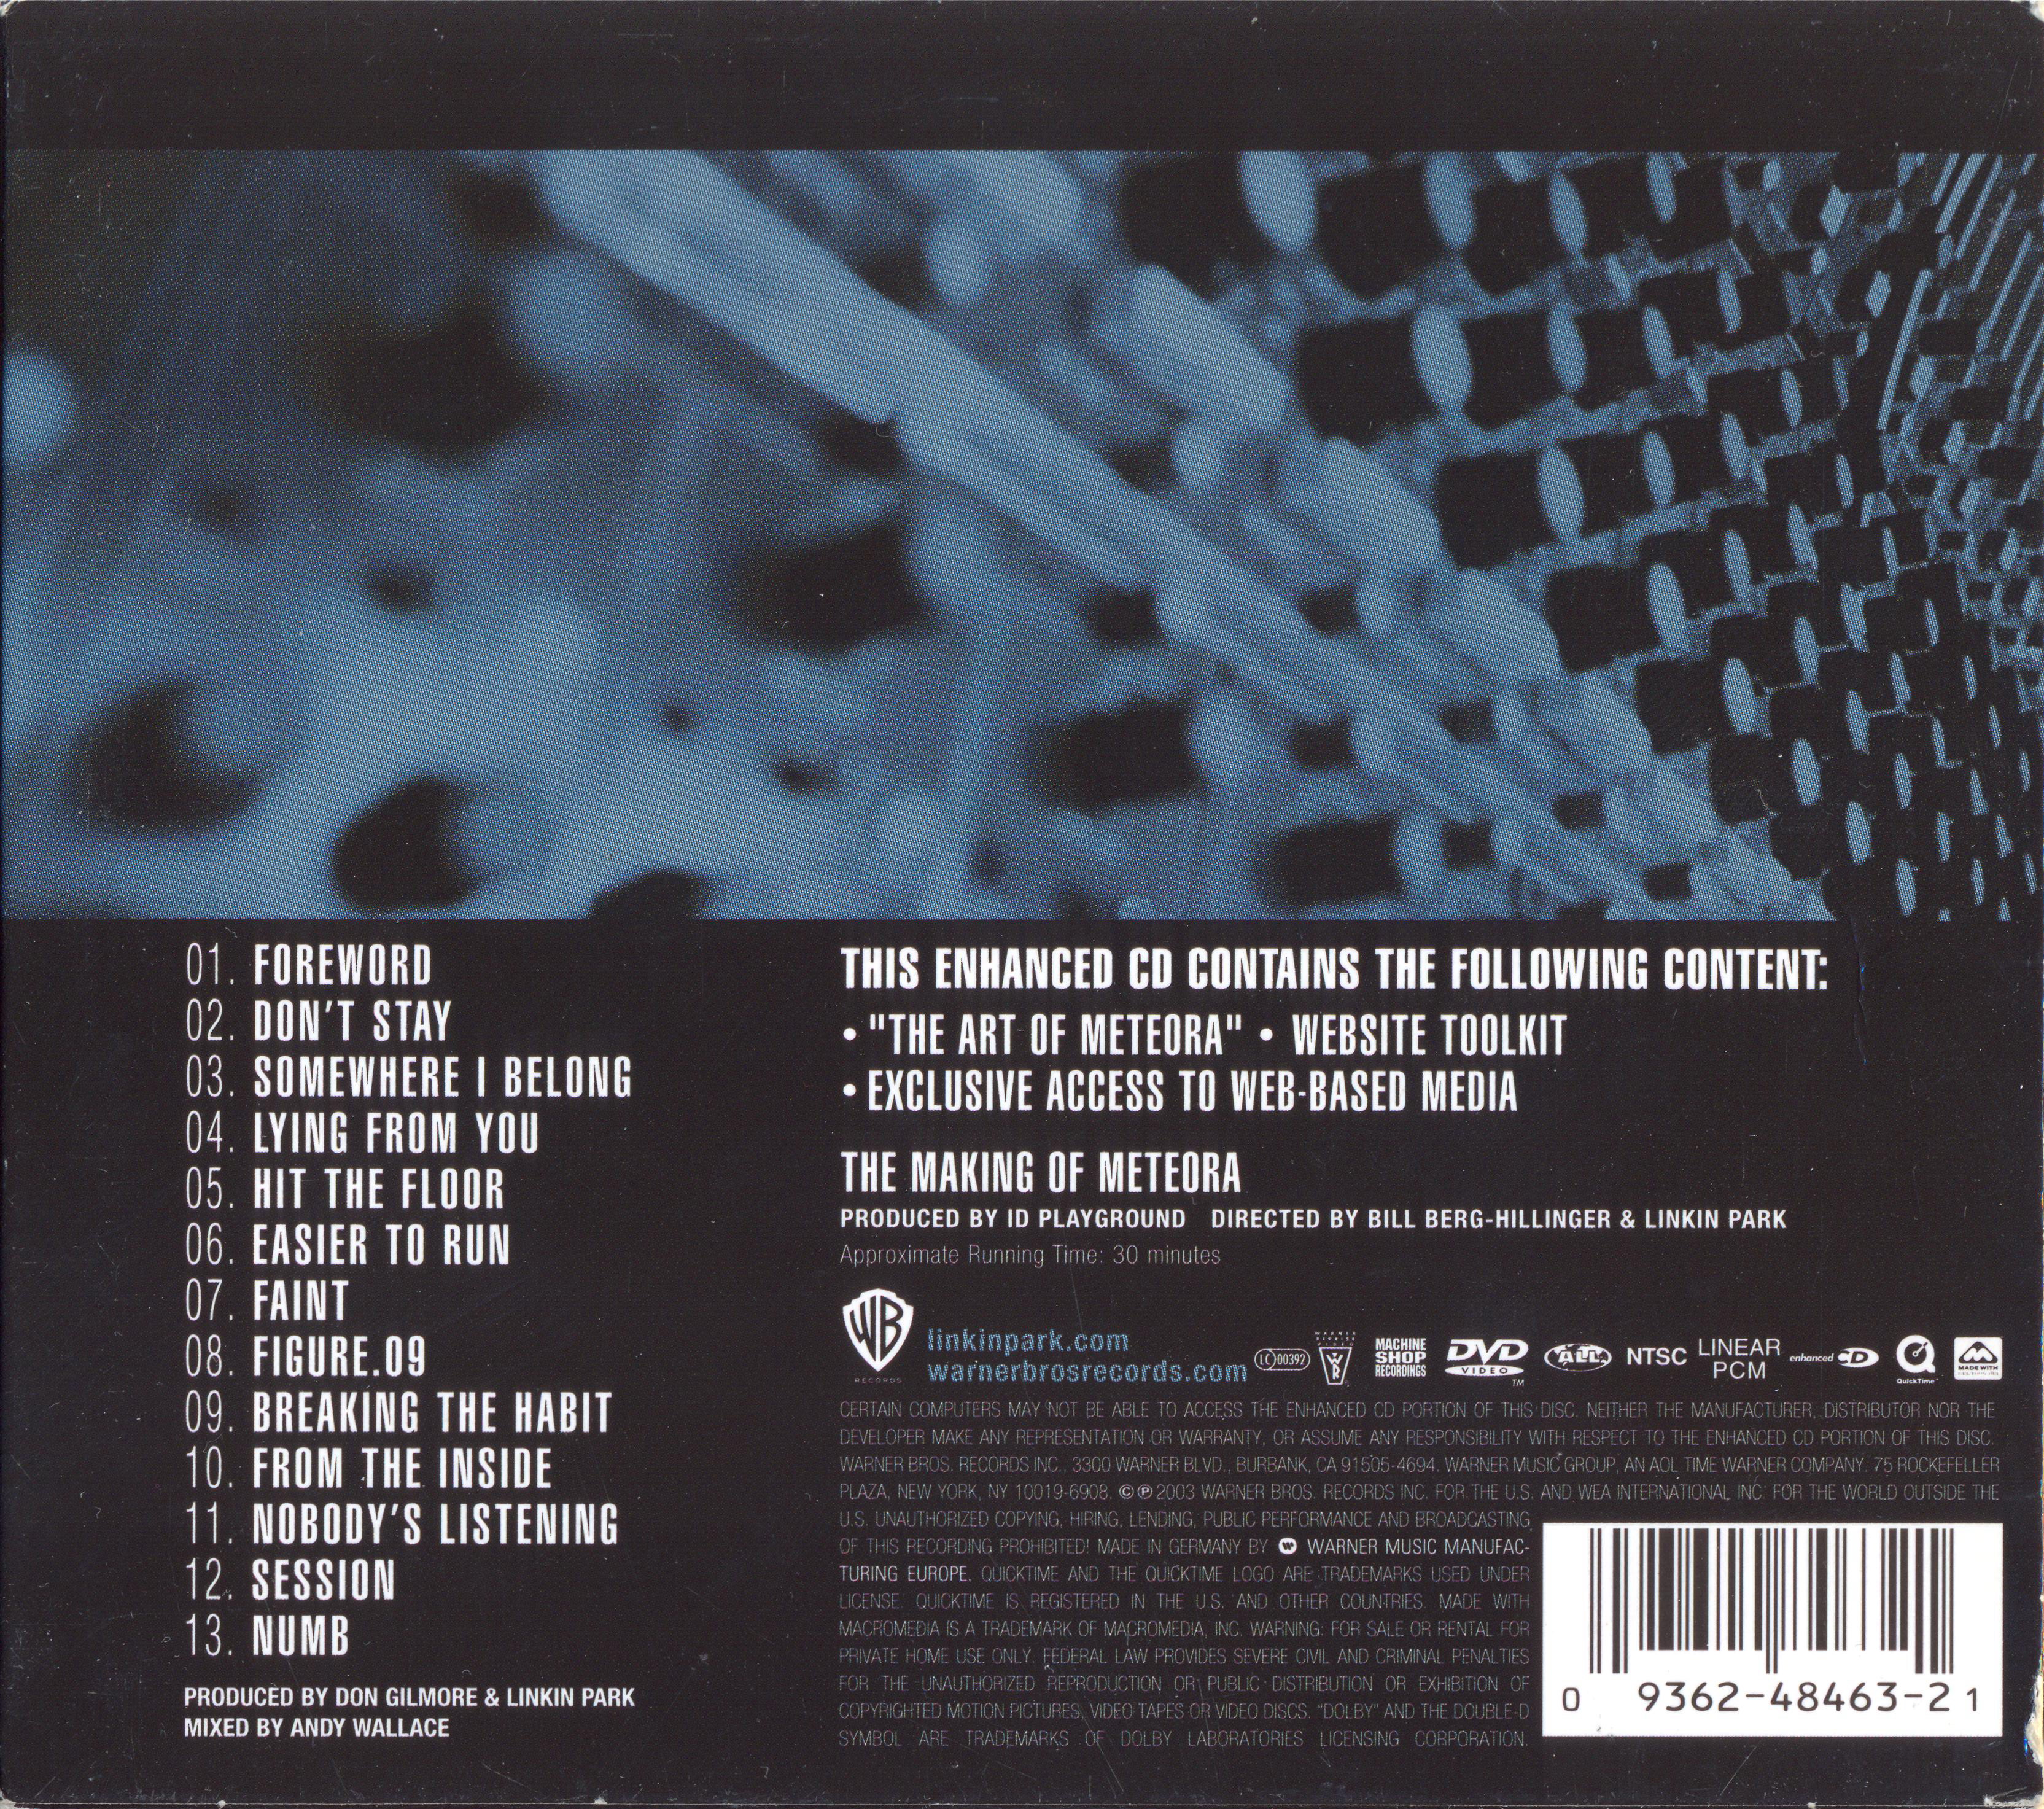 01. FOREWORD
02. DON'T STAY
03. SOMEWHERE I BELONG
04. LYING FROM YOU
05. HIT THE FLOOR
06. EASIER TO RUN
07. FAINT
08. FIGURE.09
09. BREAKING THE HABIT
10. FROM THE INSIDE
11. NOBODY'S LISTENING
12. SESSION
13. NUMB
PRODUCED BY DON GILMORE & LINKIN PARK
MIXED BY ANDY WALLACE
THIS ENHANCED CD CONTAINS THE FOLLOWING CONTENT:
• "THE ART OF METEORA" • WEBSITE TOOLKIT
• EXCLUSIVE ACCESS TO WEB-BASED MEDIA
THE MAKING OF METEORA
PRODUCED BY ID PLAYGROUND DIRECTED BY BILL BERG-HILLINGER & LINKIN PARK
Approximate Running Time: 30 minutes
WB RECORDS
linkinpark.com
warnerbrosrecords.com
LC 00392
WARNER REPRISE VIDEO WR
MACHINE SHOP RECORDINGS
DVD VIDEO TM
ALL
NTSC
LINEAR PCM
enhanced CD
QuickTime
MADE WITH
CERTAIN COMPUTERS MAY NOT BE ABLE TO ACCESS THE ENHANCED CD PORTION OF THIS DISC. NEITHER THE MANUFACTURER, DISTRIBUTOR NOR THE
DEVELOPER MAKE ANY REPRESENTATION OR WARRANTY, OR ASSUME ANY RESPONSIBILITY WITH RESPECT TO THE ENHANCED CD PORTION OF THIS DISC.
WARNER BROS. RECORDS INC., 3300 WARNER BLVD., BURBANK, CA 91505-4694. WARNER MUSIC GROUP, AN AOL TIME WARNER COMPANY. 75 ROCKEFELLER
PLAZA, NEW YORK, NY 10019-6908. ©℗2003 WARNER BROS. RECORDS INC. FOR THE U.S. AND WEA INTERNATIONAL INC. FOR THE WORLD OUTSIDE THE
U.S. UNAUTHORIZED COPYING, HIRING, LENDING, PUBLIC PERFORMANCE AND BROADCASTING
OF THIS RECORDING PROHIBITED! MADE IN GERMANY BY WARNER MUSIC MANUFAC-
TURING EUROPE. QUICKTIME AND THE QUICKTIME LOGO ARE TRADEMARKS USED UNDER
LICENSE. QUICKTIME IS REGISTERED IN THE U.S. AND OTHER COUNTRIES. MADE WITH
MACROMEDIA IS A TRADEMARK OF MACROMEDIA, INC. WARNING: FOR SALE OR RENTAL FOR
PRIVATE HOME USE ONLY. FEDERAL LAW PROVIDES SEVERE CIVIL AND CRIMINAL PENALTIES
FOR THE UNAUTHORIZED REPRODUCTION OR PUBLIC DISTRIBUTION OR EXHIBITION OF
COPYRIGHTED MOTION PICTURES, VIDEO TAPES OR VIDEO DISCS. "DOLBY" AND THE DOUBLE-D
SYMBOL ARE TRADEMARKS OF DOLBY LABORATORIES LICENSING CORPORATION.
0 9362-48463-2 1